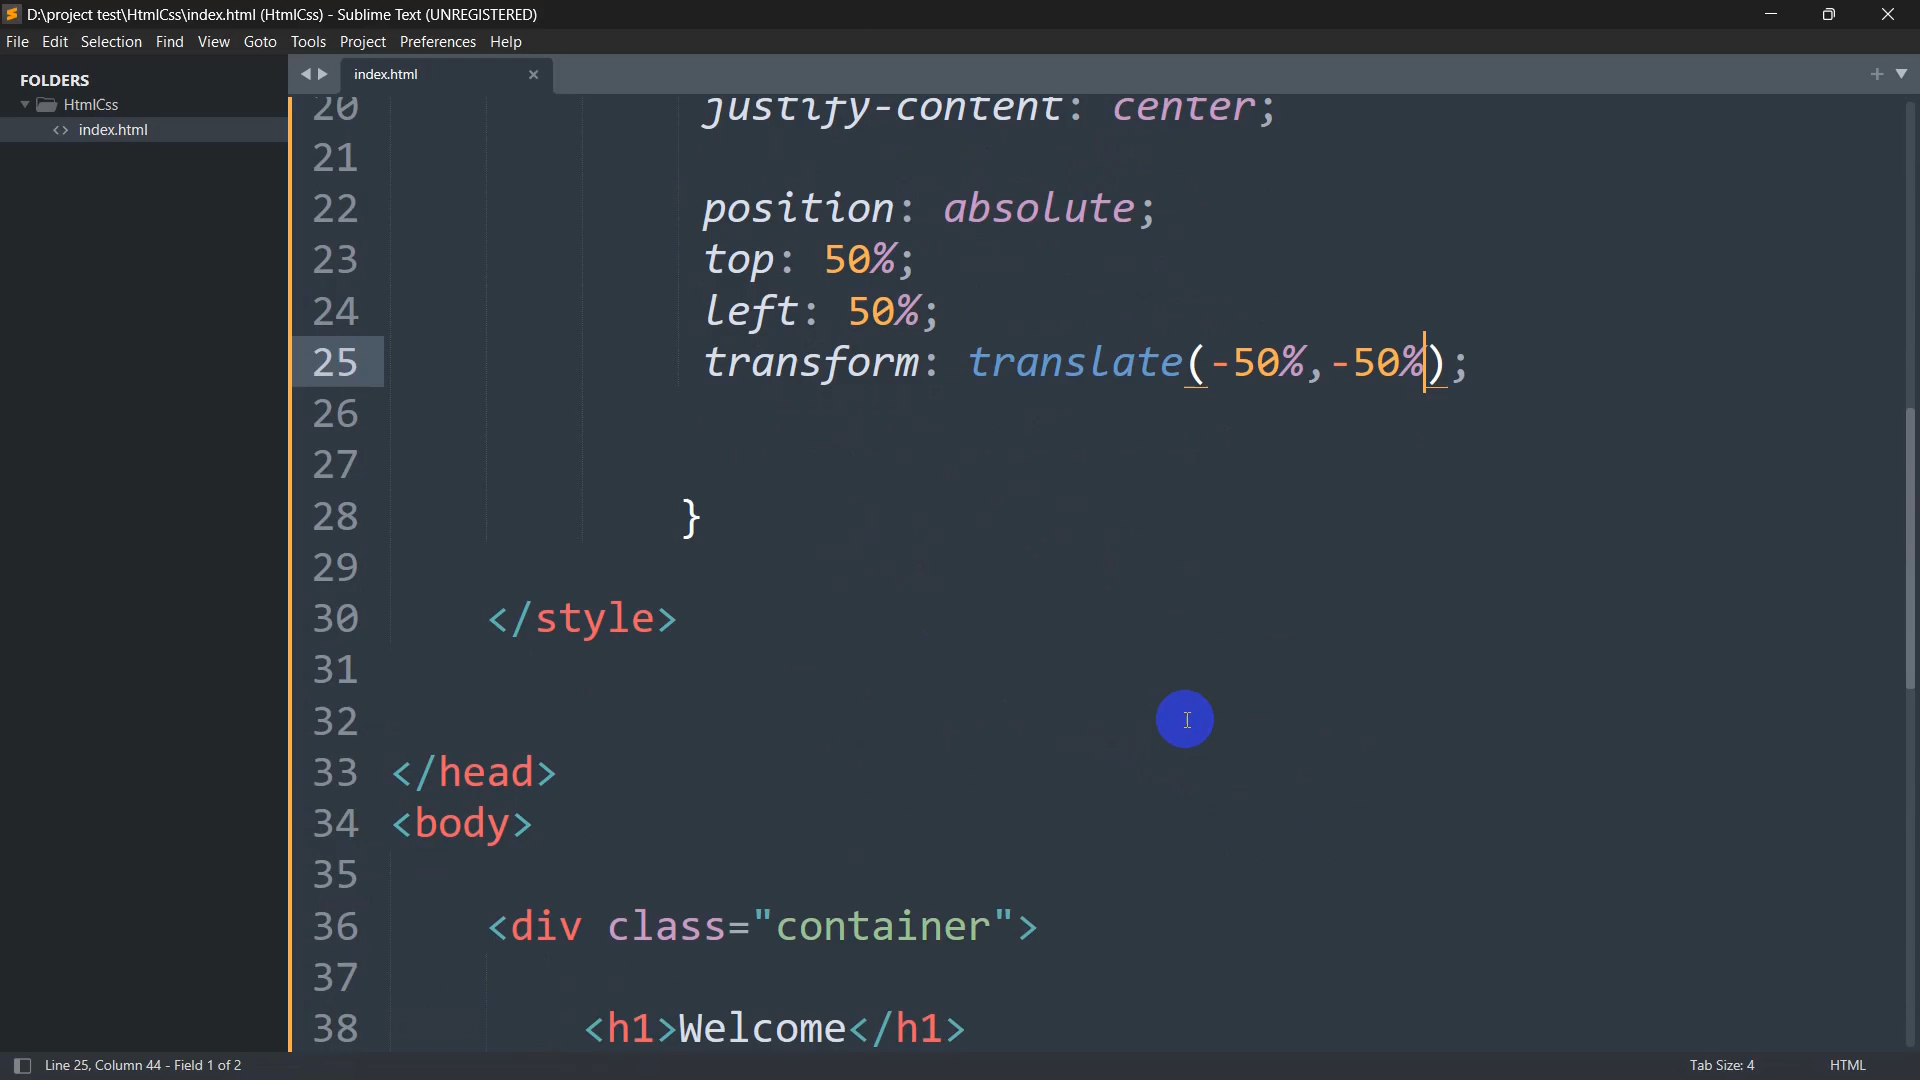 D:\project test\HtmlCss\index.html (HtmlCss) - Sublime Text (UNREGISTERED)
File Edit Selection Find View Goto Tools Project Preferences Help
FOLDERS
HtmlCss
index.html
index.html
20 justify-content: center;
21
22 position: absolute;
23 top: 50%;
24 left: 50%;
25 transform: translate(-50%,-50%);
26
27
28 }
29
30 </style>
31
32
33 </head>
34 <body>
35
36 <div class="container">
37
38 <h1>Welcome</h1>
Line 25, Column 44 - Field 1 of 2
Tab Size: 4
HTML